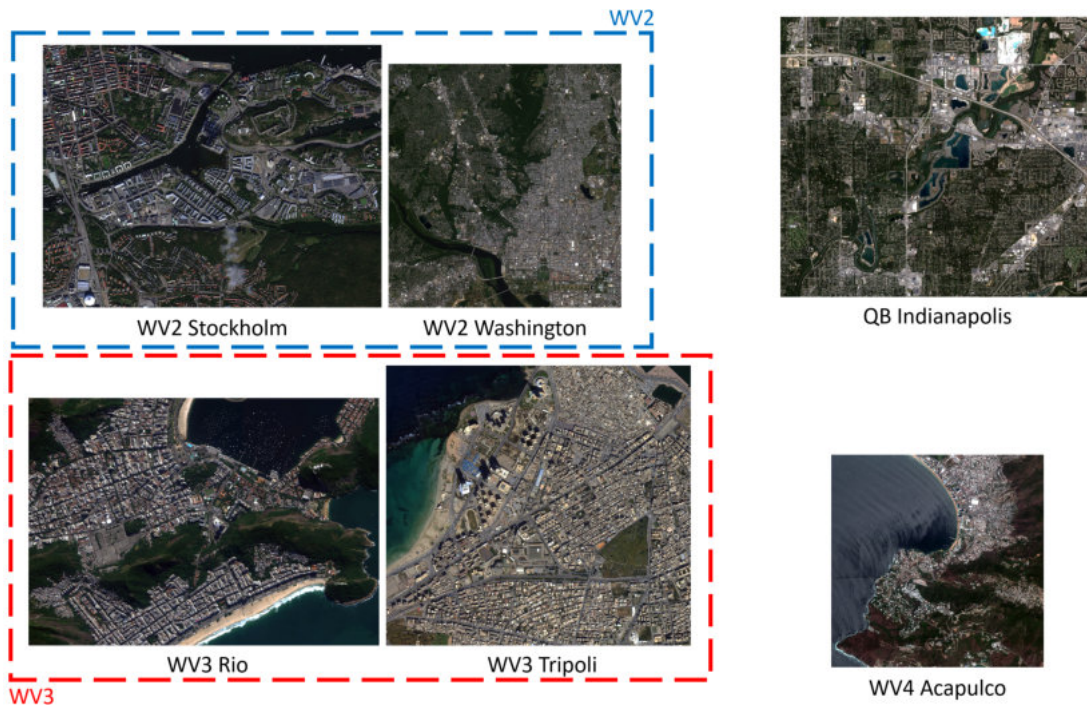 WV2
WV2 Stockholm
WV2 Washington
QB Indianapolis
WV3 Rio
WV3 Tripoli
WV3
WV4 Acapulco